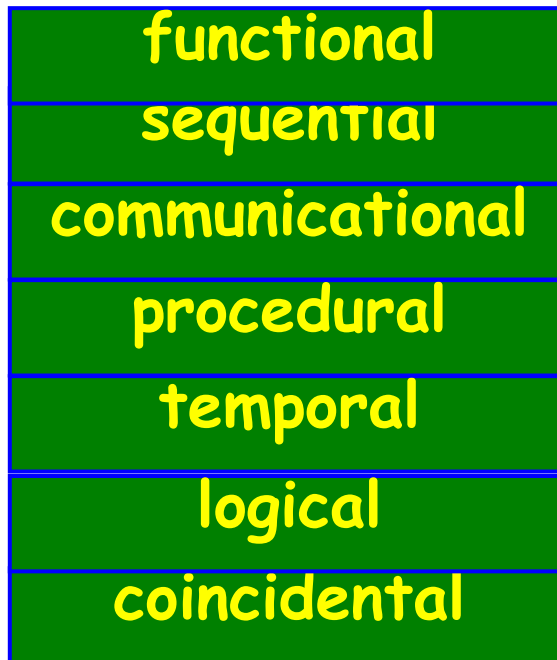 functional
sequential
communicational
procedural
temporal
logical
coincidental